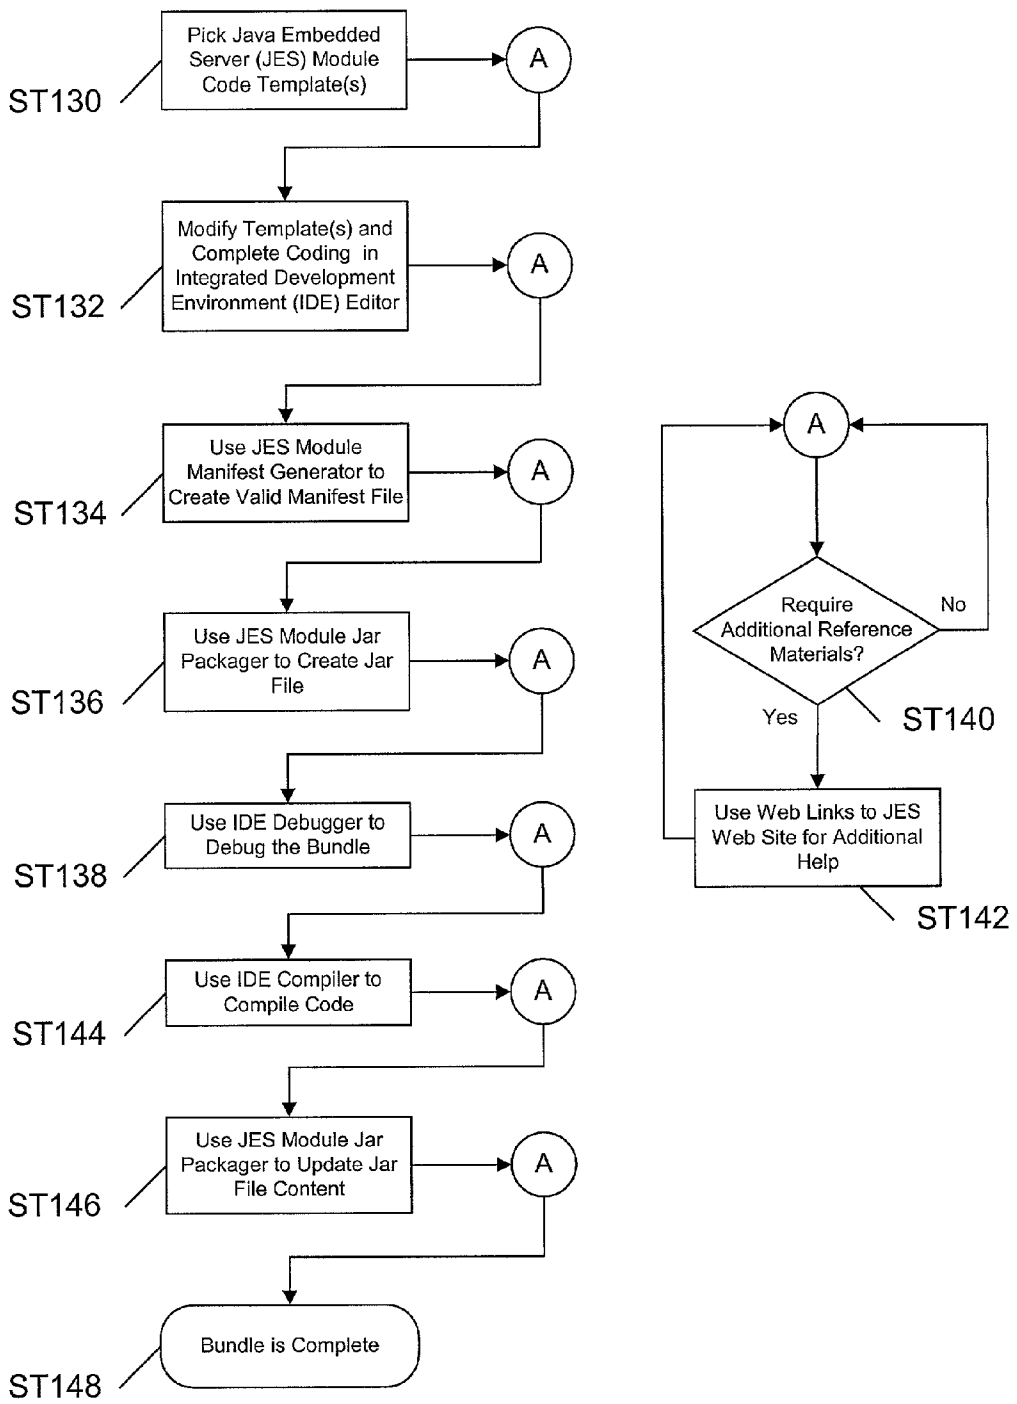 Pick Java Embedded
Server (JES) Module
Code Template(s)
A
ST130
Modify Template(s) and
Complete Coding in
Integrated Development
Environment (IDE) Editor
A
ST132
Use JES Module
Manifest Generator to
Create Valid Manifest File
A
ST134
Use JES Module Jar
Packager to Create Jar
File
A
ST136
Use IDE Debugger to
Debug the Bundle
A
ST138
Use IDE Compiler to
Compile Code
A
ST144
Use JES Module Jar
Packager to Update Jar
File Content
A
ST146
Bundle is Complete
ST148
A
Require
Additional Reference
Materials?
No
Yes
ST140
Use Web Links to JES
Web Site for Additional
Help
ST142